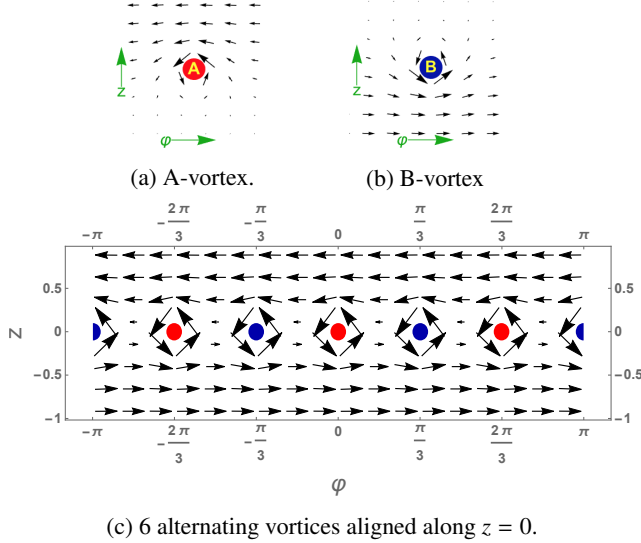 A
B
z
z
φ
φ
(a) A-vortex.
(b) B-vortex
-π
-2π/3
-π/3
0
π/3
2π/3
π
0.5
0.5
z
0
0
-0.5
-0.5
-1
-1
-π
-2π/3
-π/3
0
π/3
2π/3
π
φ
(c) 6 alternating vortices aligned along z = 0.